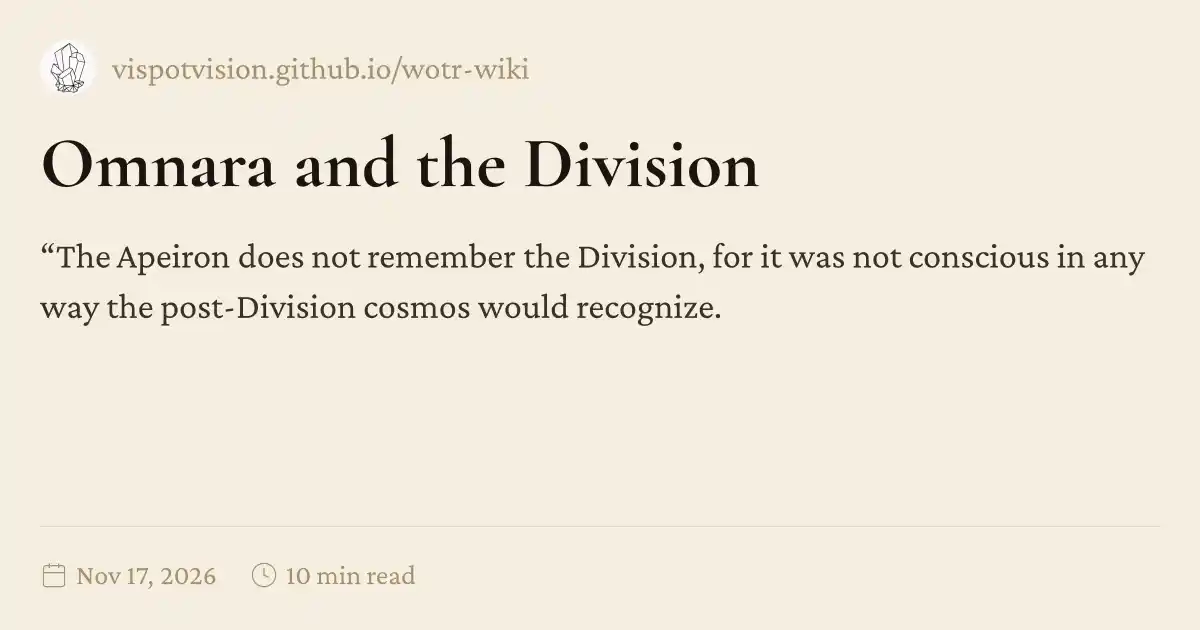 vispotvision.github.io/wotr-wiki
Omnara and the Division
“The Apeiron does not remember the Division, for it was not conscious in any
way the post-Division cosmos would recognize.
Nov 17, 2026
10 min read